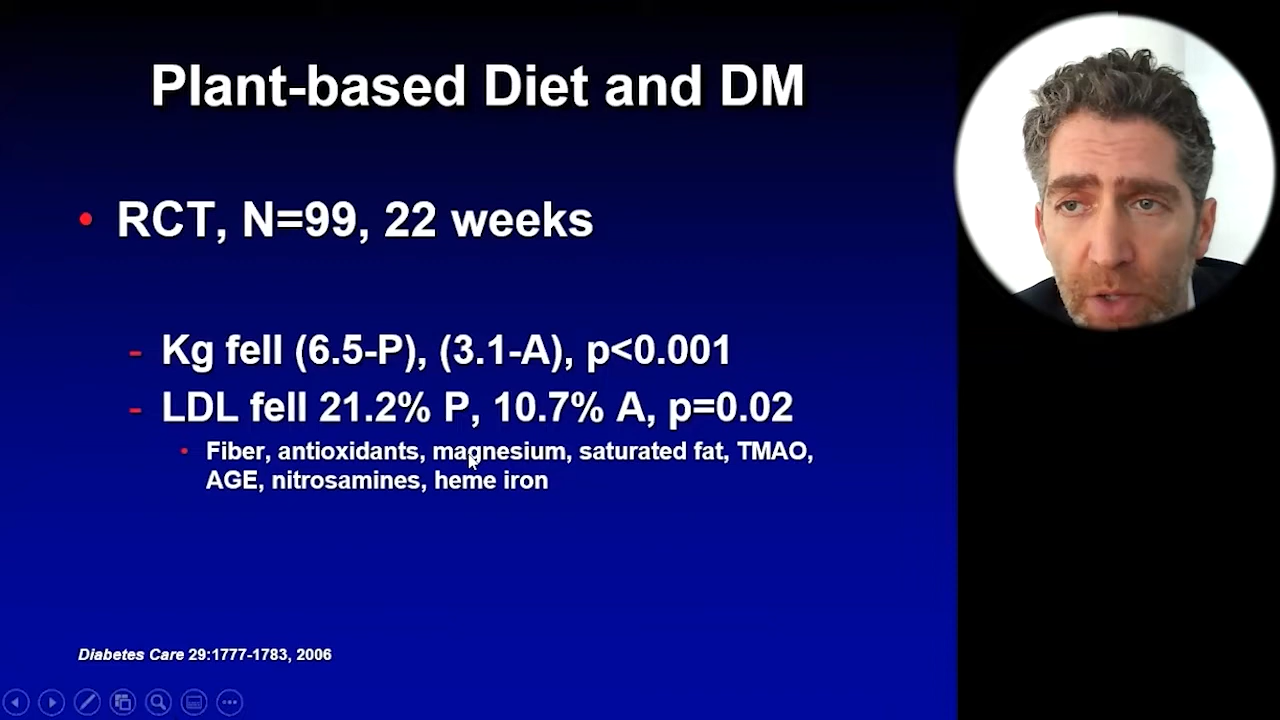 Plant-based Diet and DM
• RCT, N=99, 22 weeks
- Kg fell (6.5-P), (3.1-A), p<0.001
- LDL fell 21.2% P, 10.7% A, p=0.02
• Fiber, antioxidants, magnesium, saturated fat, TMAO,
AGE, nitrosamines, heme iron
Diabetes Care 29:1777-1783, 2006